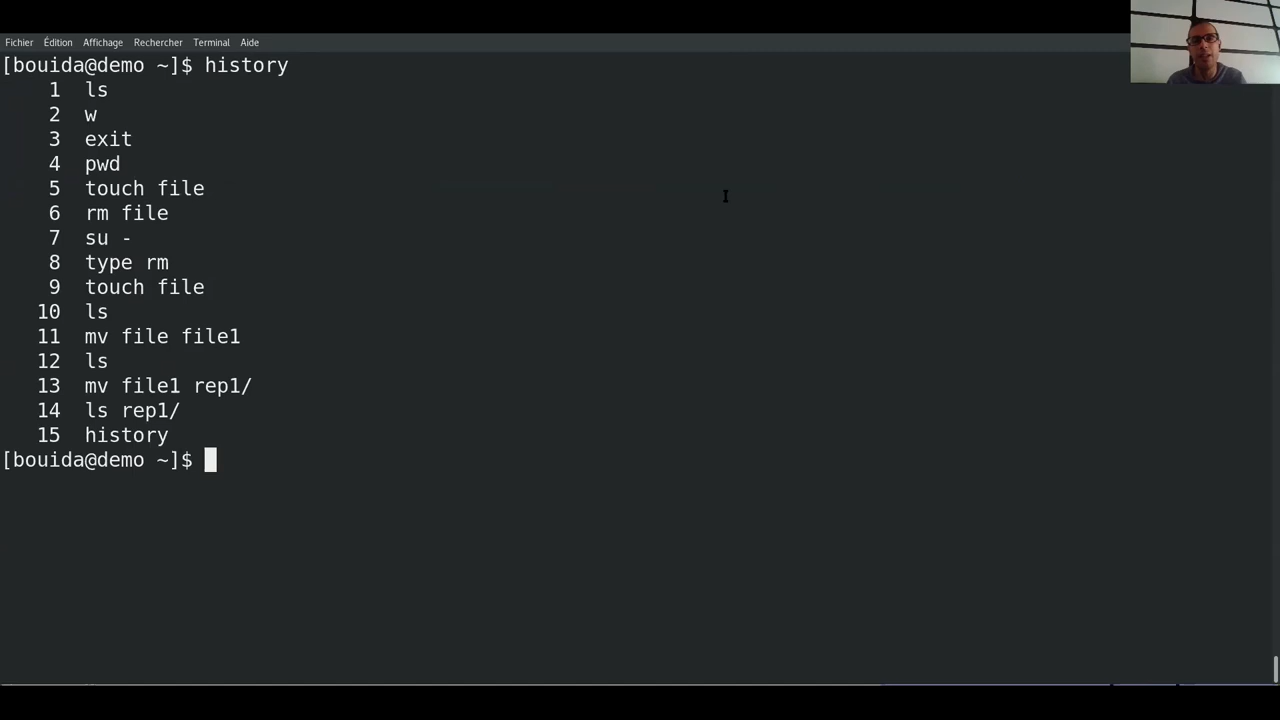 Fichier Édition Affichage Rechercher Terminal Aide
[bouida@demo ~]$ history
1 ls
2 w
3 exit
4 pwd
5 touch file
6 rm file
7 su -
8 type rm
9 touch file
10 ls
11 mv file file1
12 ls
13 mv file1 rep1/
14 ls rep1/
15 history
[bouida@demo ~]$